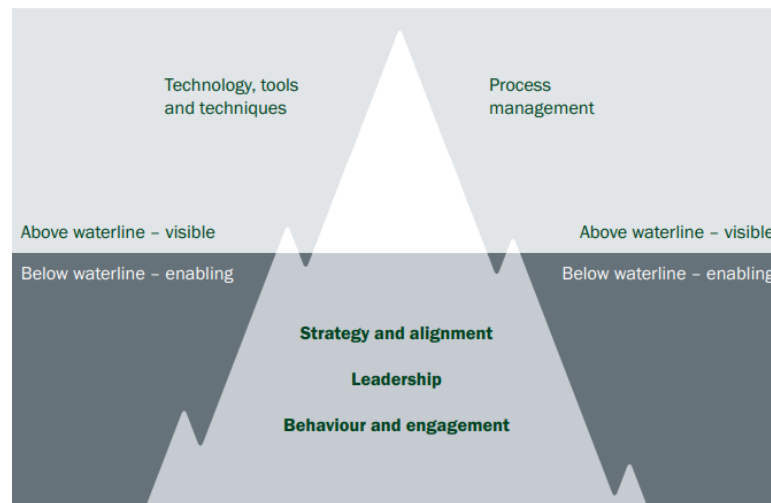 Technology, tools
and techniques
Process
management
Above waterline – visible
Above waterline – visible
Below waterline – enabling
Below waterline – enabling
Strategy and alignment
Leadership
Behaviour and engagement